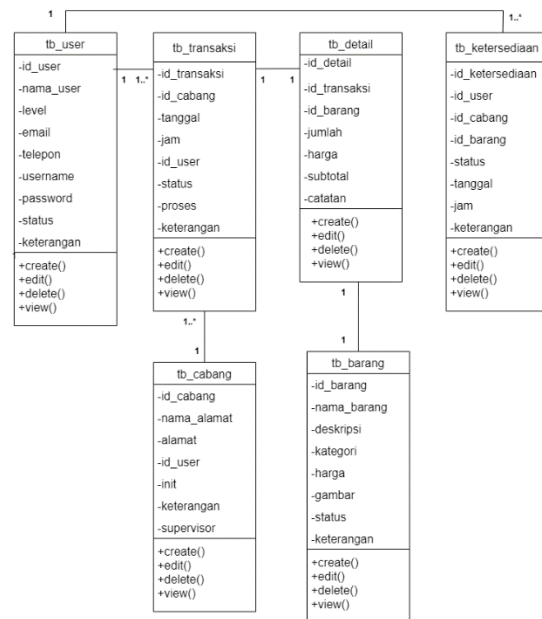 1
1..*
tb_user
-id_user
-nama_user
-level
-email
-telepon
-username
-password
-status
-keterangan
+create()
+edit()
+delete()
+view()
1
1..*
tb_transaksi
-id_transaksi
-id_cabang
-tanggal
-jam
-id_user
-status
-proses
-keterangan
+create()
+edit()
+delete()
+view()
1
1
tb_detail
-id_detail
-id_transaksi
-id_barang
-jumlah
-harga
-subtotal
-catatan
+create()
+edit()
+delete()
+view()
tb_ketersediaan
-id_ketersediaan
-id_user
-id_cabang
-id_barang
-status
-tanggal
-jam
-keterangan
+create()
+edit()
+delete()
+view()
1..*
1
tb_cabang
-id_cabang
-nama_alamat
-alamat
-id_user
-init
-keterangan
-supervisor
+create()
+edit()
+delete()
+view()
1
1
tb_barang
-id_barang
-nama_barang
-deskripsi
-kategori
-harga
-gambar
-status
-keterangan
+create()
+edit()
+delete()
+view()